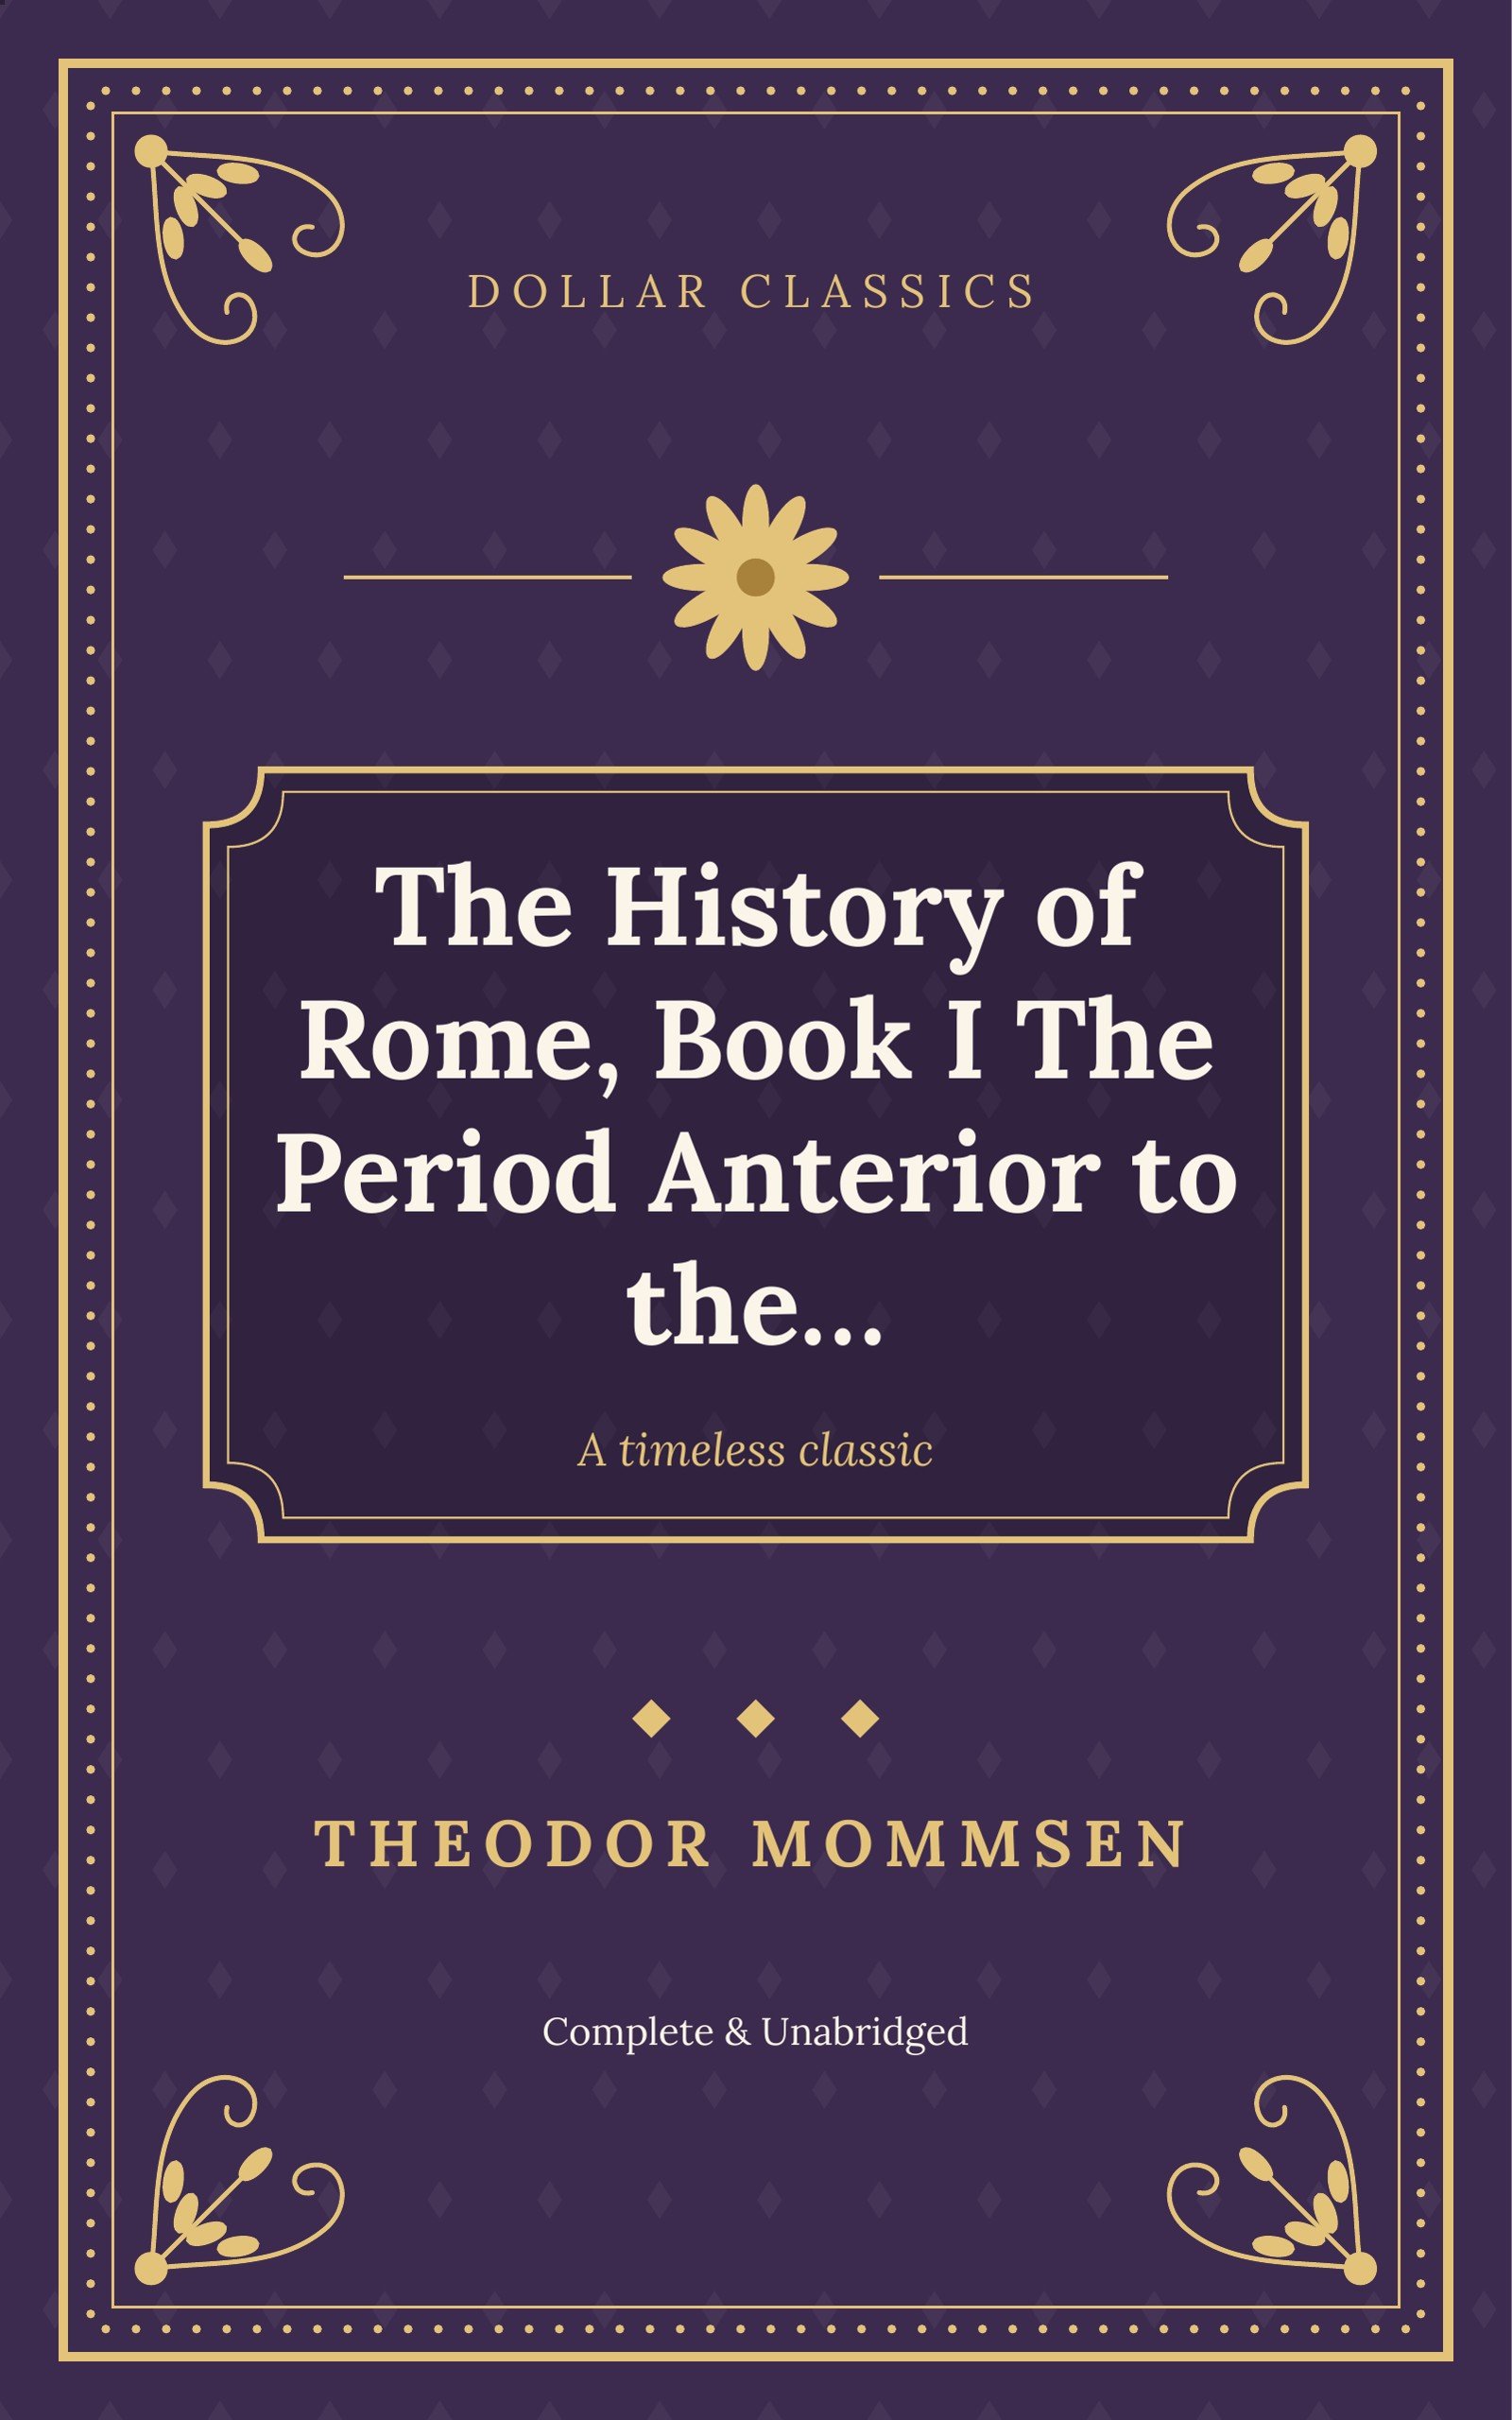 DOLLAR CLASSICS
The History of
Rome, Book I The
Period Anterior to
the...
A timeless classic
THEODOR MOMMSEN
Complete & Unabridged